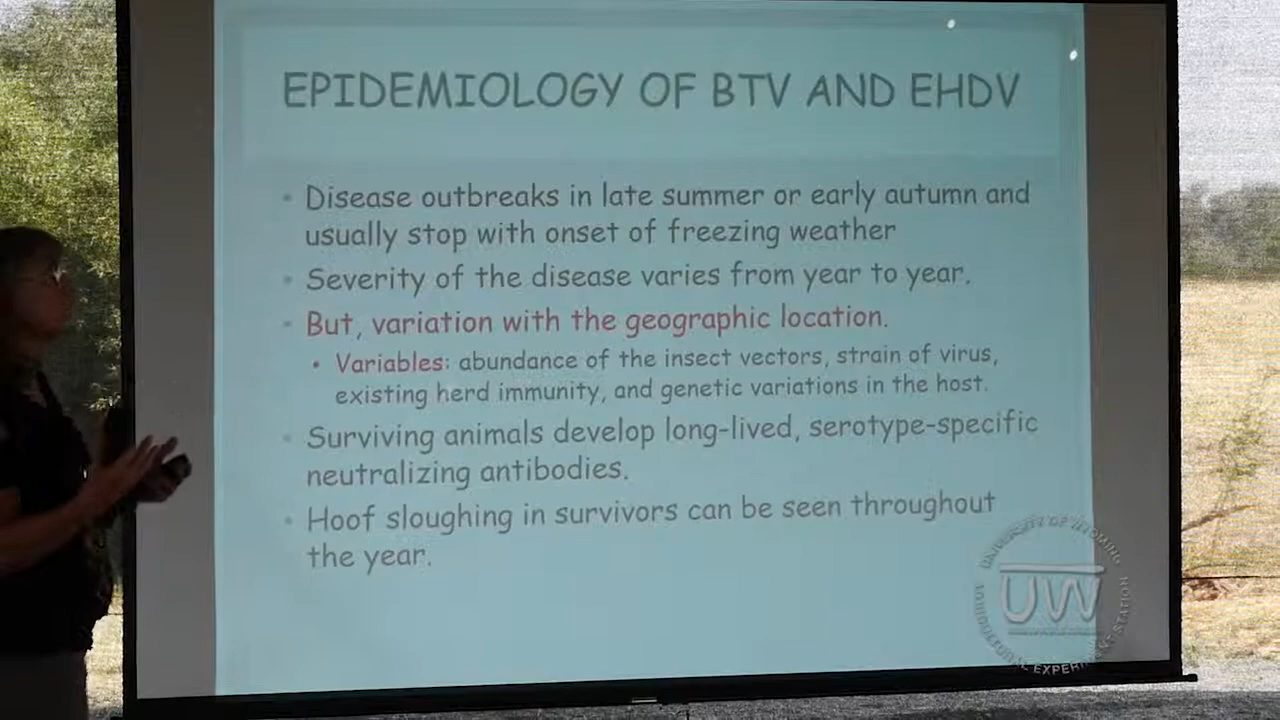 EPIDEMIOLOGY OF BTV AND EHDV
Disease outbreaks in late summer or early autumn and
usually stop with onset of freezing weather
Severity of the disease varies from year to year.
But, variation with the geographic location.
Variables: abundance of the insect vectors, strain of virus,
existing herd immunity, and genetic variations in the host.
Surviving animals develop long-lived, serotype-specific
neutralizing antibodies.
Hoof sloughing in survivors can be seen throughout
the year.
UNIVERSITY OF WYOMING
UW
AGRICULTURAL EXPERIMENT STATION